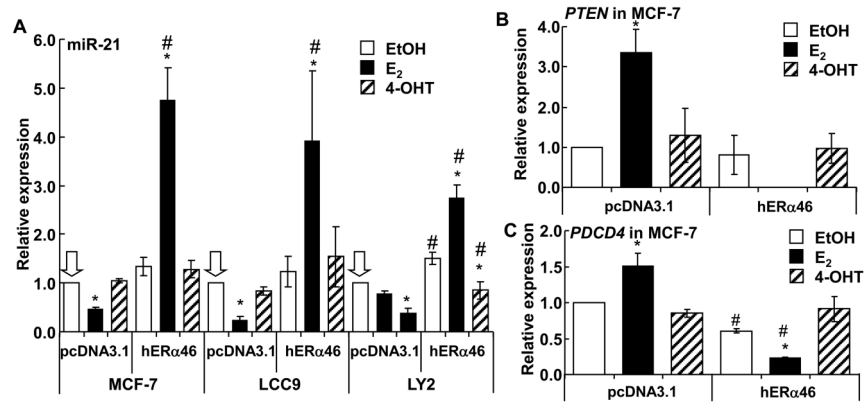 A
miR-21
Relative expression
6.0
5.0
4.0
3.0
2.0
1.0
1.0
0.0
EtOH
E2
4-OHT
*
#
*
*
#
*
*
#
#
*
#
*
pcDNA3.1
hERα46
pcDNA3.1
hERα46
pcDNA3.1
hERα46
MCF-7
LCC9
LY2
B
PTEN in MCF-7
Relative expression
4.0
3.0
2.0
1.0
0.0
*
EtOH
E2
4-OHT
pcDNA3.1
hERα46
C
PDCD4 in MCF-7
Relative expression
2.0
1.5
1.0
0.5
0.0
*
#
#
*
EtOH
E2
4-OHT
pcDNA3.1
hERα46